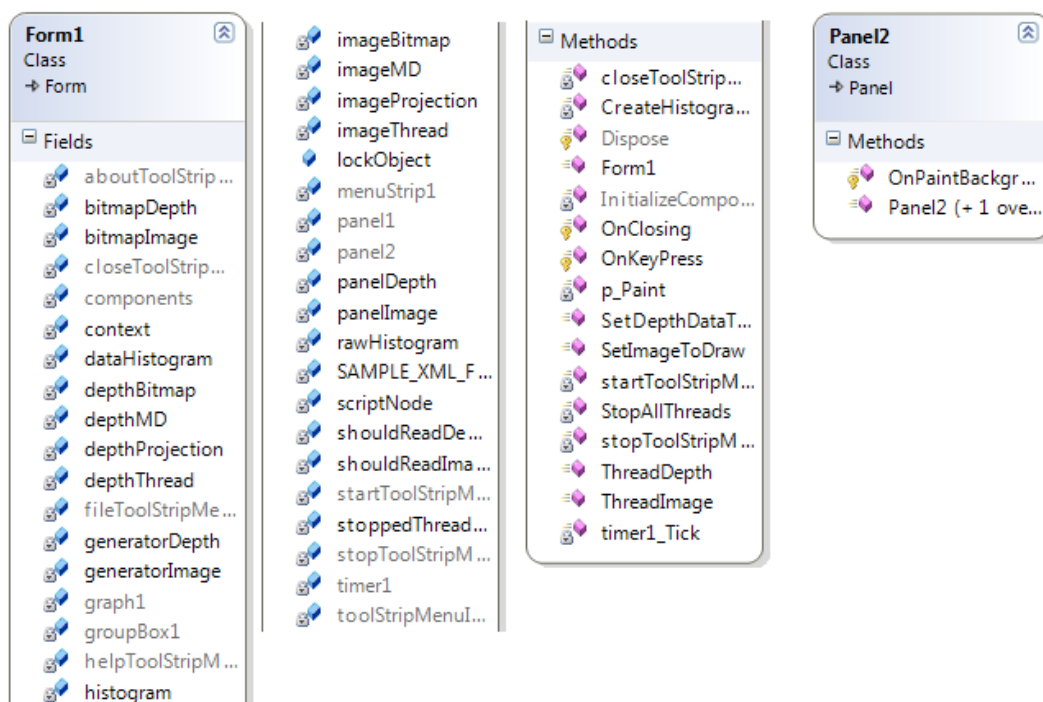 Form1
Class
Form
Fields
aboutToolStrip...
bitmapDepth
bitmapImage
closeToolStrip...
components
context
dataHistogram
depthBitmap
depthMD
depthProjection
depthThread
fileToolStripMe...
generatorDepth
generatorImage
graph1
groupBox1
helpToolStripM...
histogram
imageBitmap
imageMD
imageProjection
imageThread
lockObject
menuStrip1
panel1
panel2
panelDepth
panelImage
rawHistogram
SAMPLE_XML_F...
scriptNode
shouldReadDe...
shouldReadIma...
startToolStripM...
stoppedThread...
stopToolStripM...
timer1
toolStripMenuI...
Methods
closeToolStrip...
CreateHistogra...
Dispose
Form1
InitializeCompo...
OnClosing
OnKeyPress
p_Paint
SetDepthDataT...
SetImageToDraw
startToolStripM...
StopAllThreads
stopToolStripM...
ThreadDepth
ThreadImage
timer1_Tick
Panel2
Class
Panel
Methods
OnPaintBackgr...
Panel2 (+ 1 ove...